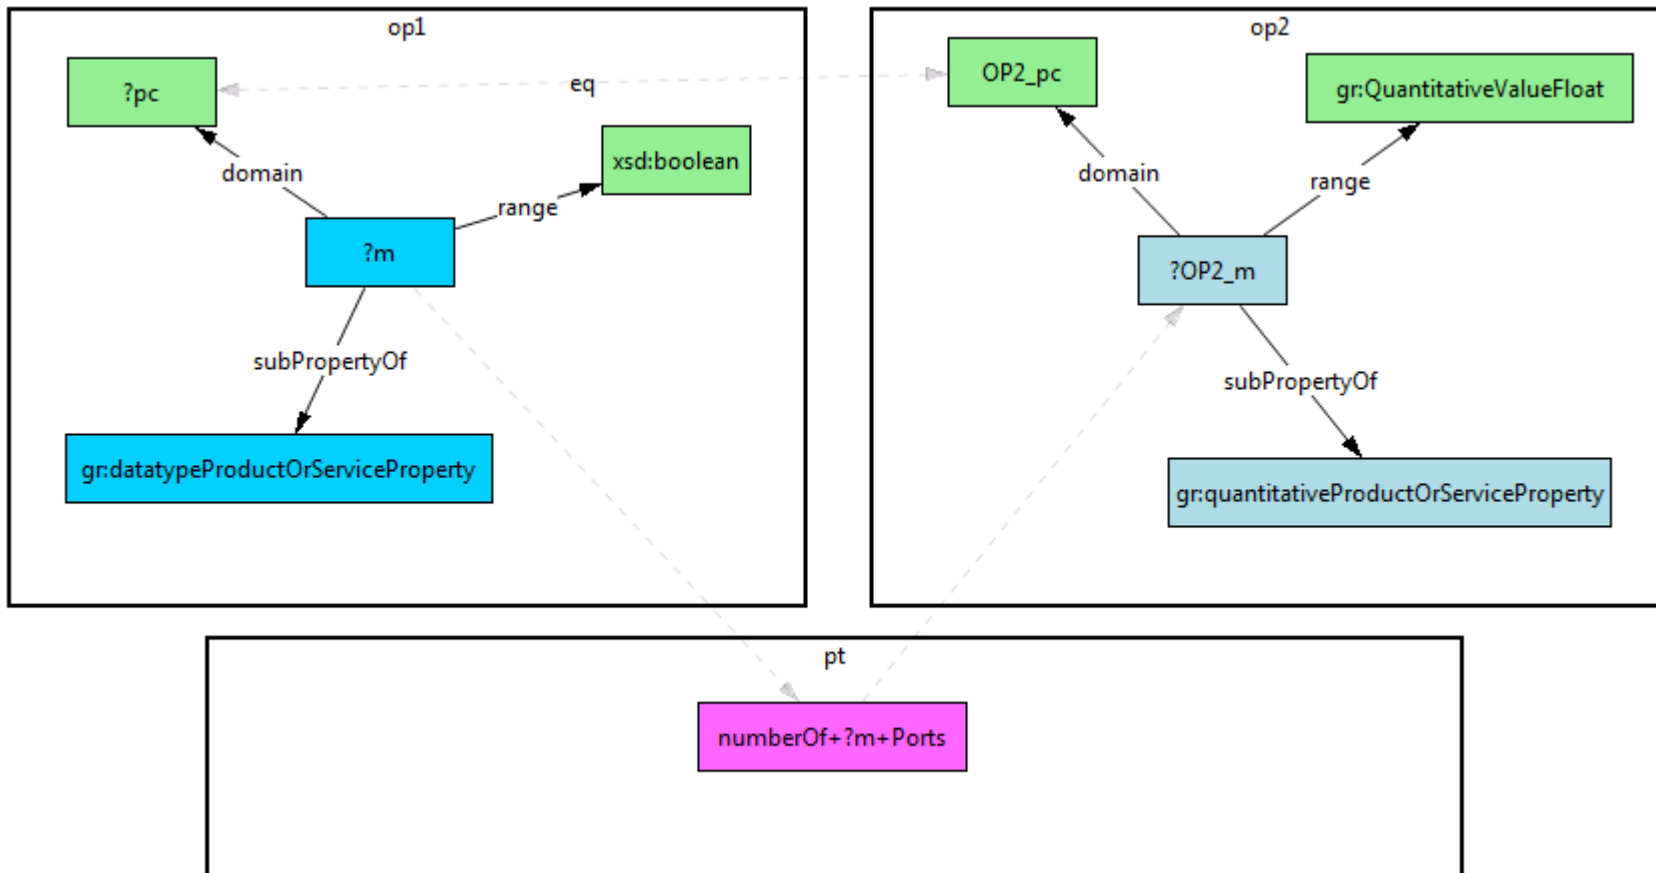 op1
?pc
eq
xsd:boolean
domain
range
?m
subPropertyOf
gr:datatypeProductOrServiceProperty
op2
OP2_pc
gr:QuantitativeValueFloat
domain
range
?OP2_m
subPropertyOf
gr:quantitativeProductOrServiceProperty
pt
numberOf+?m+Ports